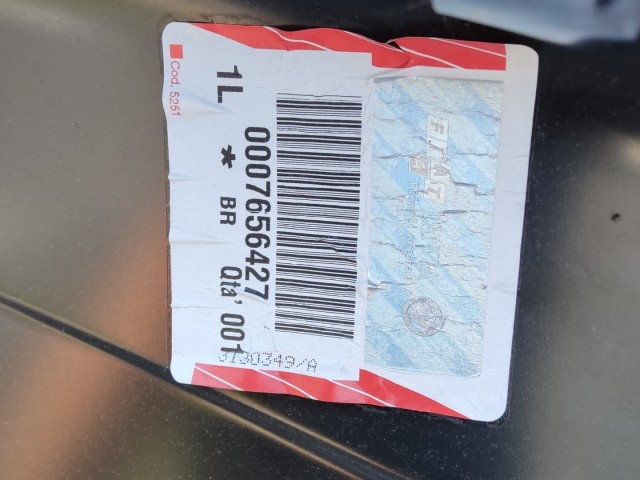 Cod. 5251
FIAT
1L
0007656427
* BR Qta' 001
3130349/A